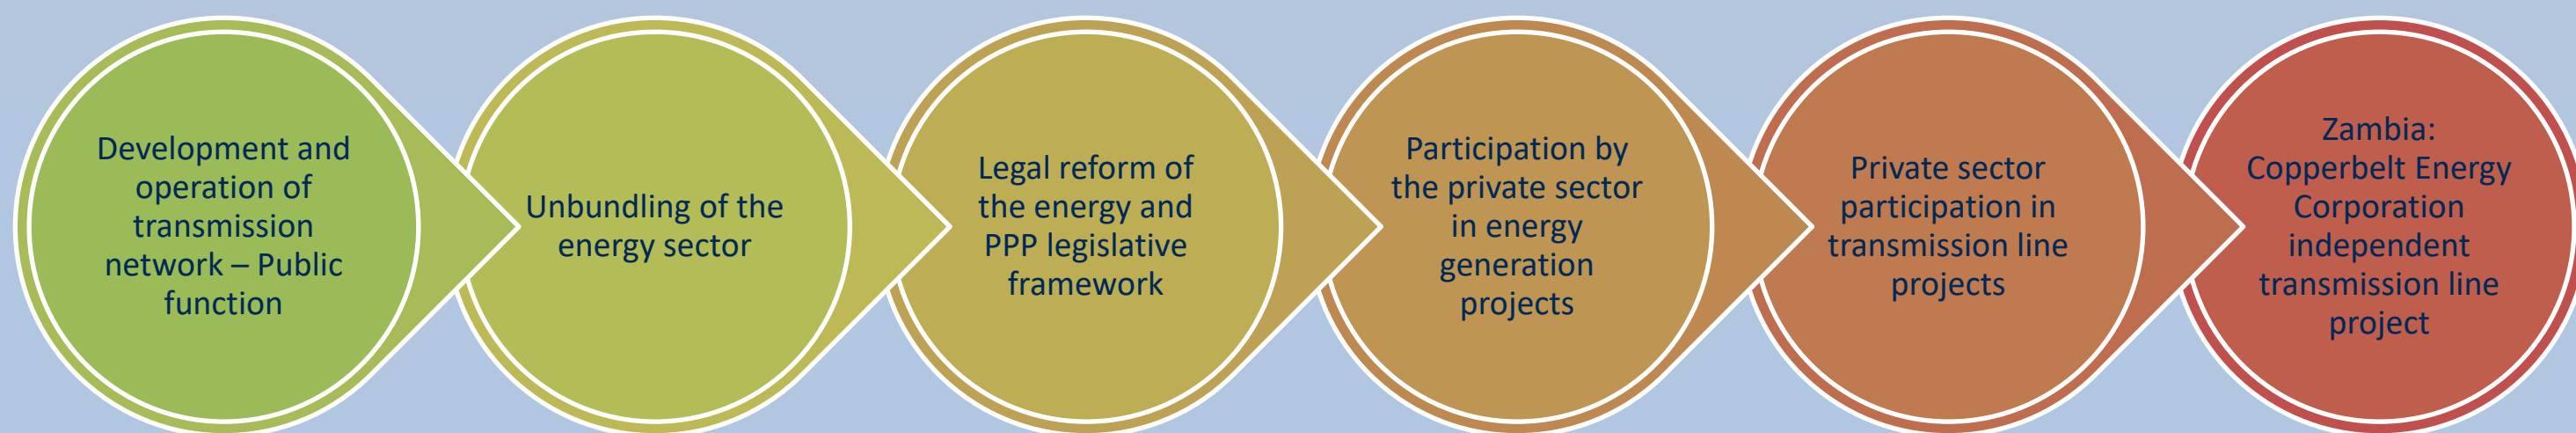 Development and
operation of
transmission
network – Public
function
Unbundling of the
energy sector
Legal reform of
the energy and
PPP legislative
framework
Participation by
the private sector
in energy
generation
projects
Private sector
participation in
transmission line
projects
Zambia:
Copperbelt Energy
Corporation
independent
transmission line
project